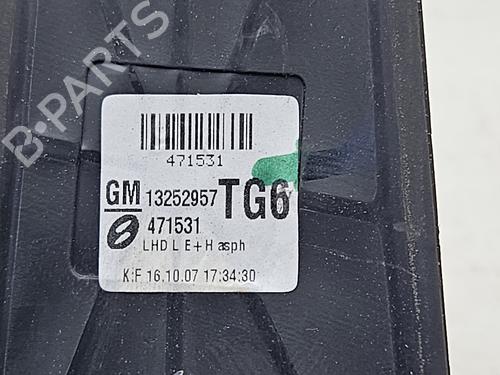 B-PARTS
471531
GM 13252957 TG6
471531
LHD L E+H asph
K:F 16.10.07 17:34:30